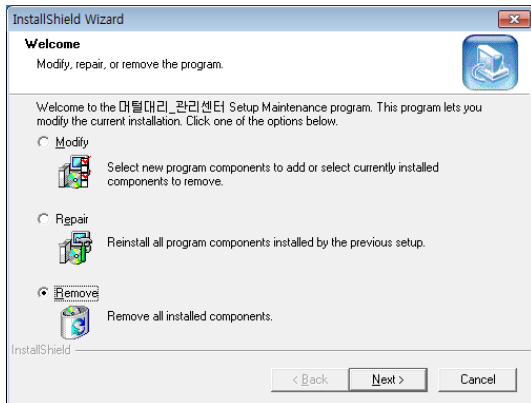 InstallShield Wizard
Welcome
Modify, repair, or remove the program.
Welcome to the 머털대리_관리센터 Setup Maintenance program. This program lets you
modify the current installation. Click one of the options below.
Modify
Select new program components to add or select currently installed
components to remove.
Repair
Reinstall all program components installed by the previous setup.
Remove
Remove all installed components.
InstallShield
< Back Next > Cancel